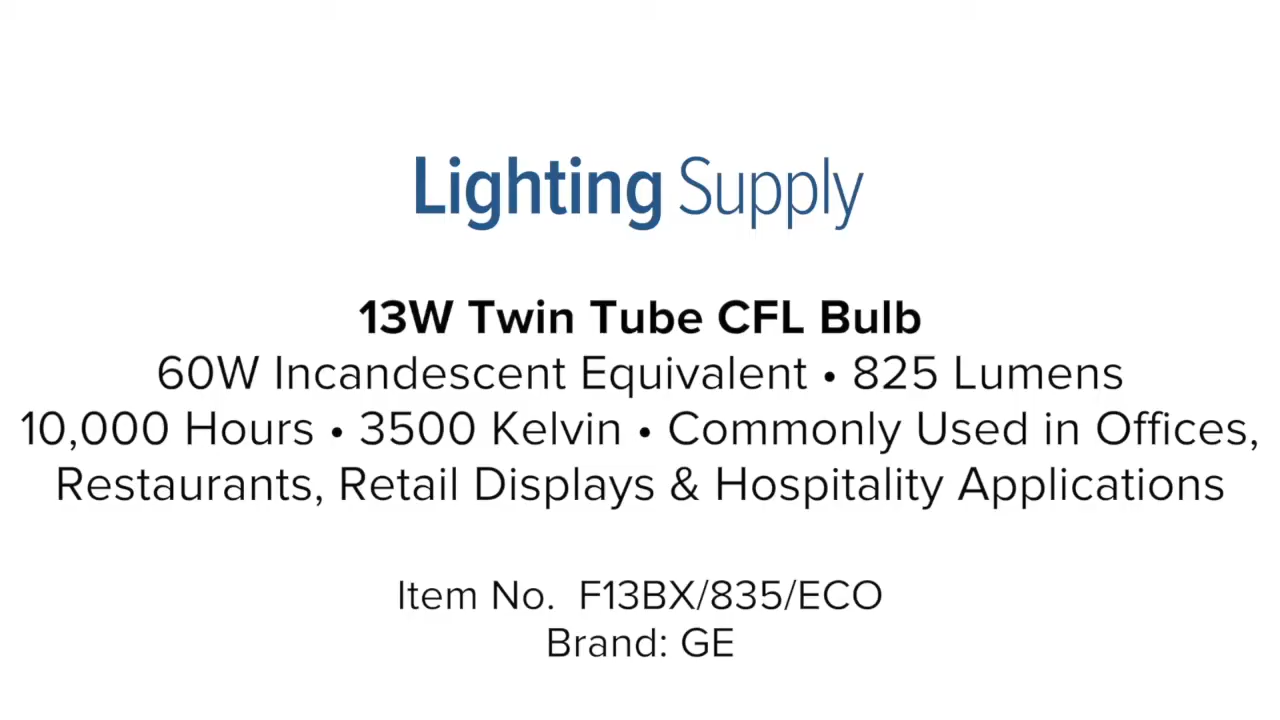 Lighting Supply
13W Twin Tube CFL Bulb
60W Incandescent Equivalent • 825 Lumens
10,000 Hours • 3500 Kelvin • Commonly Used in Offices,
Restaurants, Retail Displays & Hospitality Applications
Item No.  F13BX/835/ECO
Brand: GE